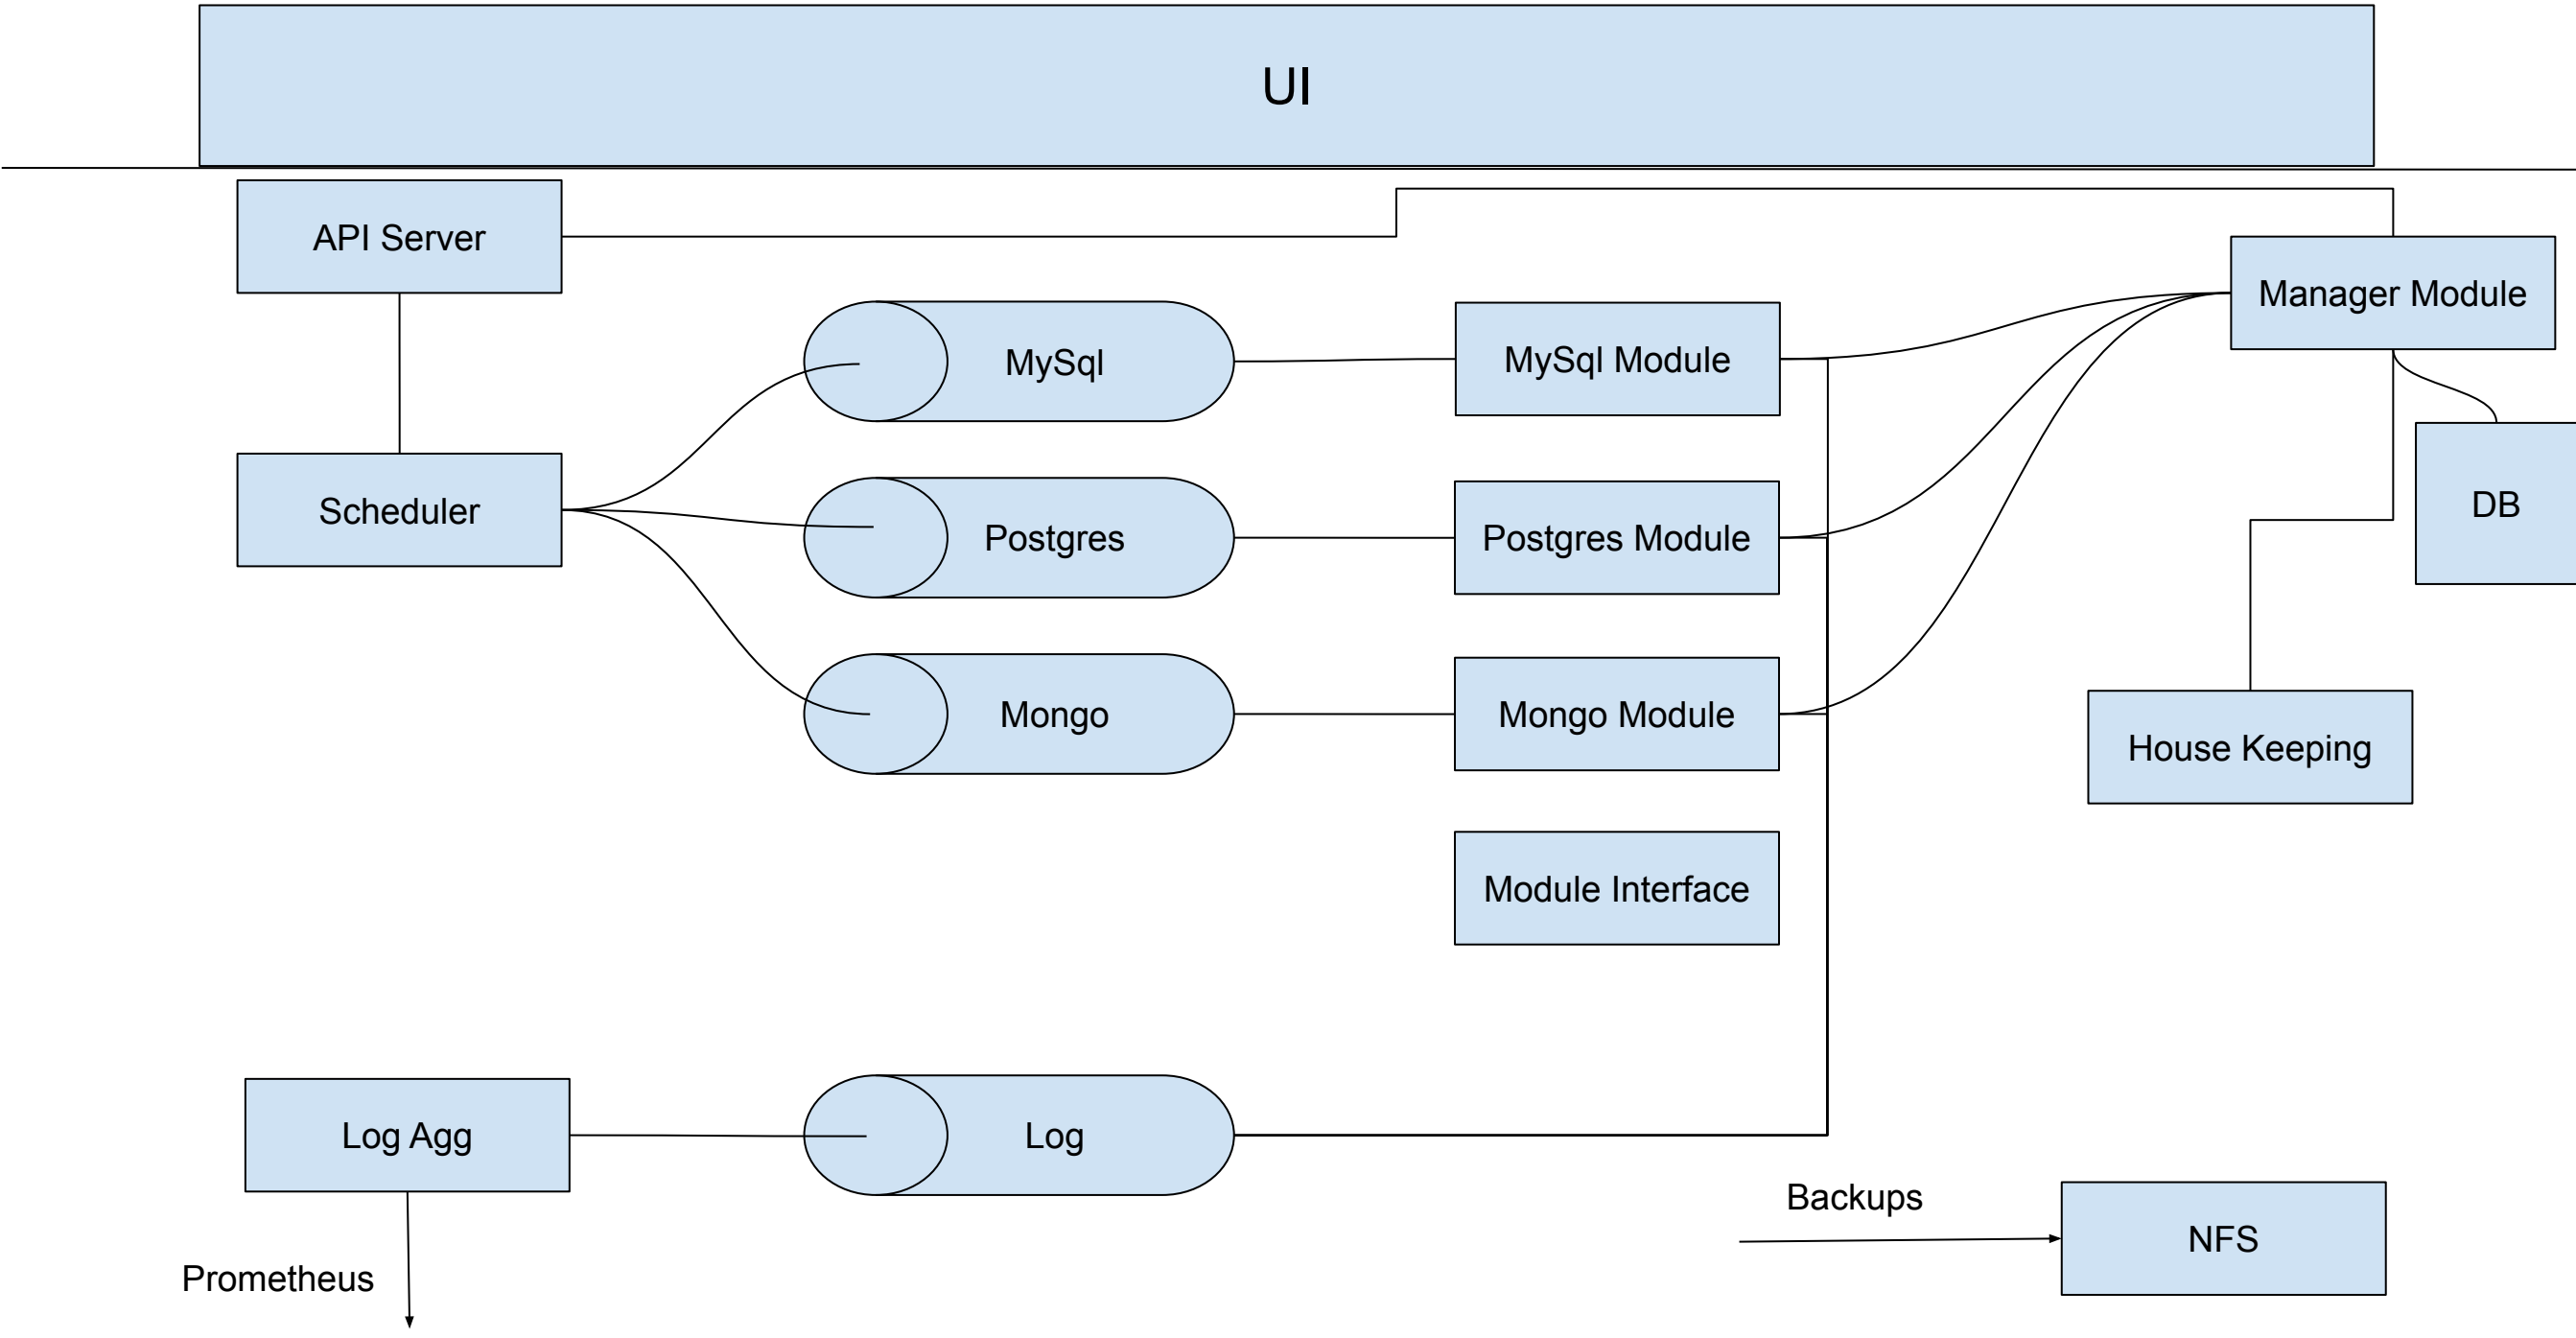 UI
API Server
Manager Module
MySql
MySql Module
Scheduler
Postgres
Postgres Module
DB
Mongo
Mongo Module
House Keeping
Module Interface
Log Agg
Log
Backups
NFS
Prometheus